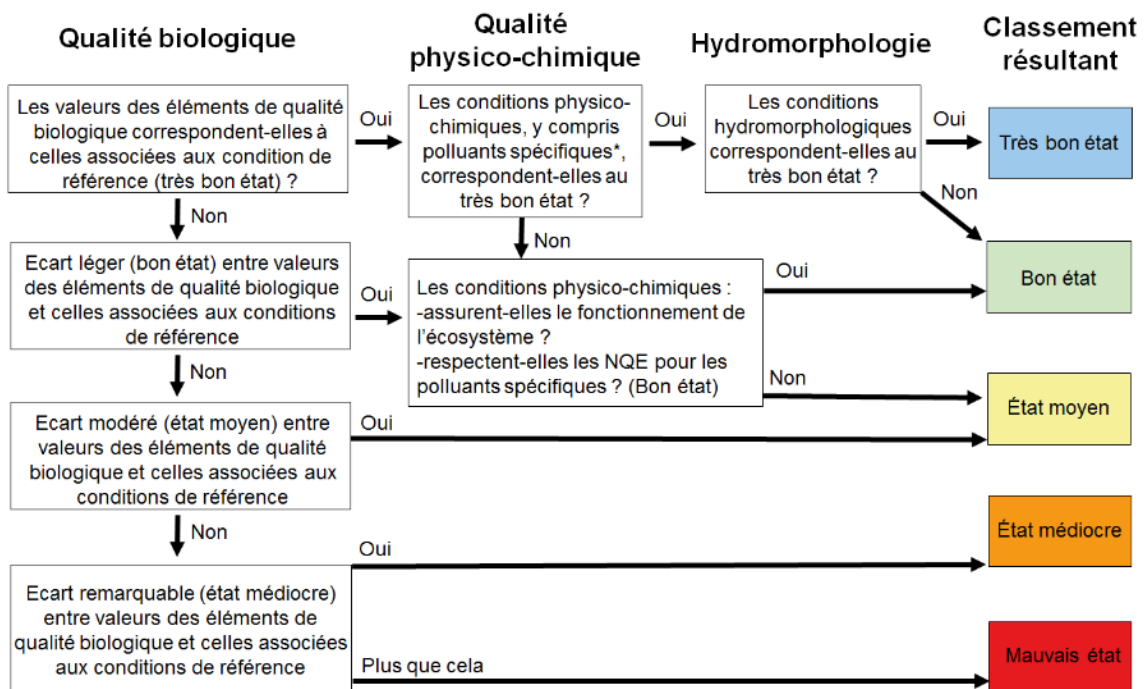 Qualité biologique
Qualité
physico-chimique
Hydromorphologie
Classement
résultant
Les valeurs des éléments de qualité
biologique correspondent-elles à
celles associées aux condition de
référence (très bon état) ?
Oui
Les conditions physico-
chimiques, y compris
polluants spécifiques*,
correspondent-elles au
très bon état ?
Oui
Les conditions
hydromorphologiques
correspondent-elles au
très bon état ?
Oui
Très bon état
Non
Non
Non
Ecart léger (bon état) entre valeurs
des éléments de qualité biologique
et celles associées aux conditions
de référence
Oui
Les conditions physico-chimiques :
-assurent-elles le fonctionnement de
l'écosystème ?
-respectent-elles les NQE pour les
polluants spécifiques ? (Bon état)
Oui
Bon état
Non
Non
État moyen
Ecart modéré (état moyen) entre
valeurs des éléments de qualité
biologique et celles associées aux
conditions de référence
Oui
Non
Oui
État médiocre
Ecart remarquable (état médiocre)
entre valeurs des éléments de
qualité biologique et celles associées
aux conditions de référence
Plus que cela
Mauvais état